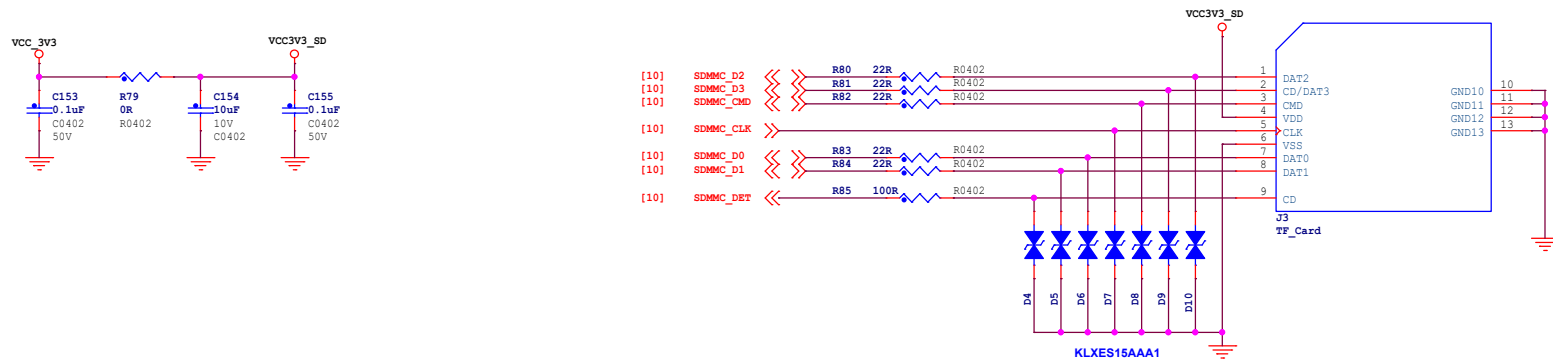 VCC_3V3
VCC3V3_SD
C153
0.1uF
C0402
50V
R79
0R
R0402
C154
10uF
10V
C0402
C155
0.1uF
C0402
50V
VCC3V3_SD
[10] SDMMC_D2 R80 22R R0402 1 DAT2
[10] SDMMC_D3 R81 22R R0402 2 CD/DAT3
[10] SDMMC_CMD R82 22R R0402 3 CMD
4 VDD
[10] SDMMC_CLK 5 CLK
6 VSS
[10] SDMMC_D0 R83 22R R0402 7 DAT0
[10] SDMMC_D1 R84 22R R0402 8 DAT1
[10] SDMMC_DET R85 100R R0402 9 CD
GND10 10
GND11 11
GND12 12
GND13 13
J3
TF_Card
D4
D5
D6
D7
D8
D9
D10
KLXES15AAA1